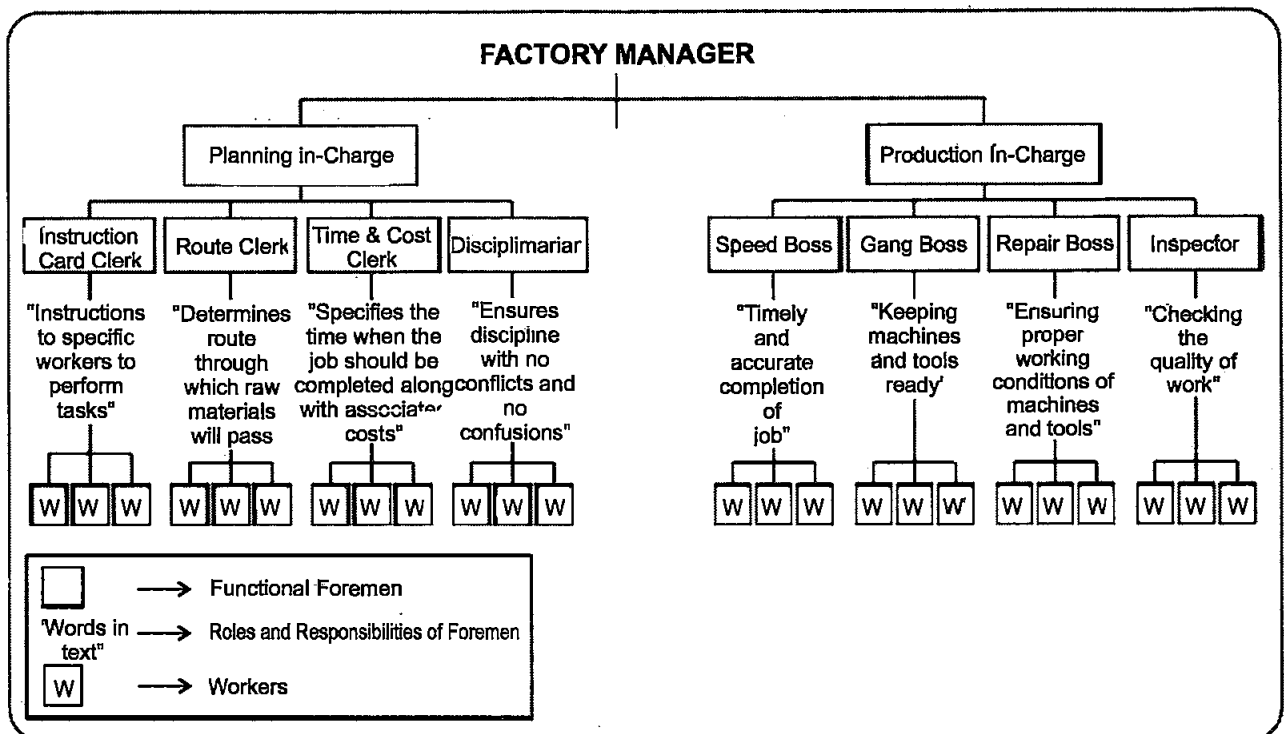 FACTORY MANAGER
Planning in-Charge
Production In-Charge
Instruction
Card Clerk
Route Clerk
Time & Cost
Clerk
Disciplimariar
Speed Boss
Gang Boss
Repair Boss
Inspector
"Instructions
to specific
workers to
perform
tasks"
"Determines
route
through
which raw
materials
will pass
"Specifies the
time when the
job should be
completed along
with associater
costs"
"Ensures
discipline
with no
conflicts and
no
confusions"
"Timely
and
accurate
completion
of
job"
"Keeping
machines
and tools
ready'
"Ensuring
proper
working
conditions of
machines
and tools"
"Checking
the
quality of
work"
W W W W W W W W W W W W W W W W W W W W W W W W
Functional Foremen
"Words in
text"
Roles and Responsibilities of Foremen
W
Workers